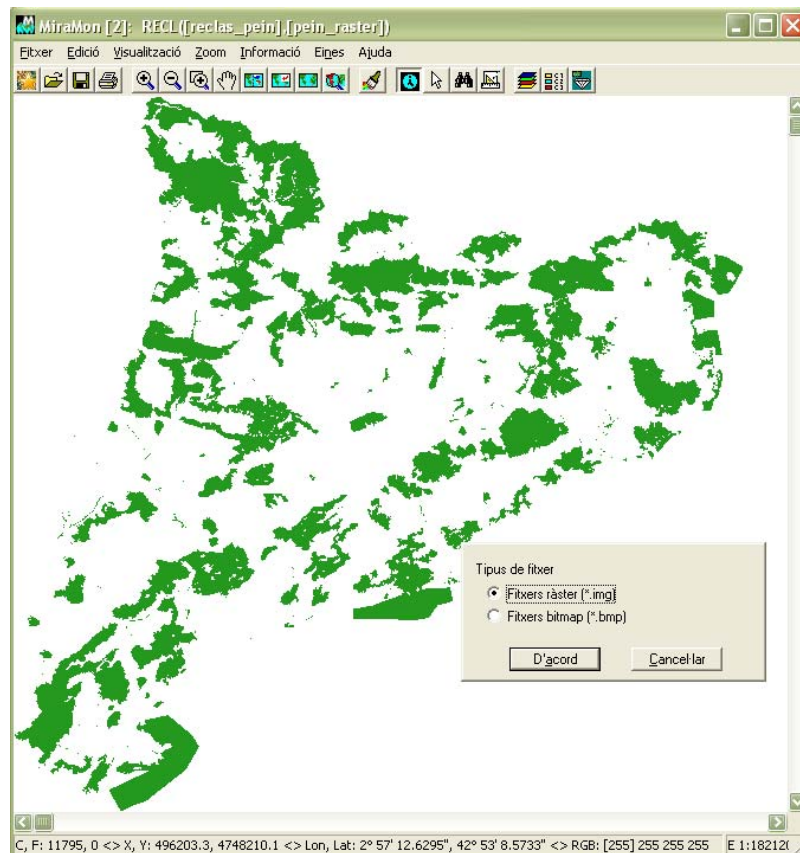 MiraMon [2]: RECL([reclas_pein],[pein_raster])
Fitxer Edició Visualització Zoom Informació Eines Ajuda
Tipus de fitxer
Fitxers ràster (*.img)
Fitxers bitmap (*.bmp)
D'acord Cancel·lar
C, F: 11795, 0 <> X, Y: 496203.3, 4748210.1 <> Lon, Lat: 2° 57' 12.6295", 42° 53' 8.5733" <> RGB: [255] 255 255 255 E 1:182120